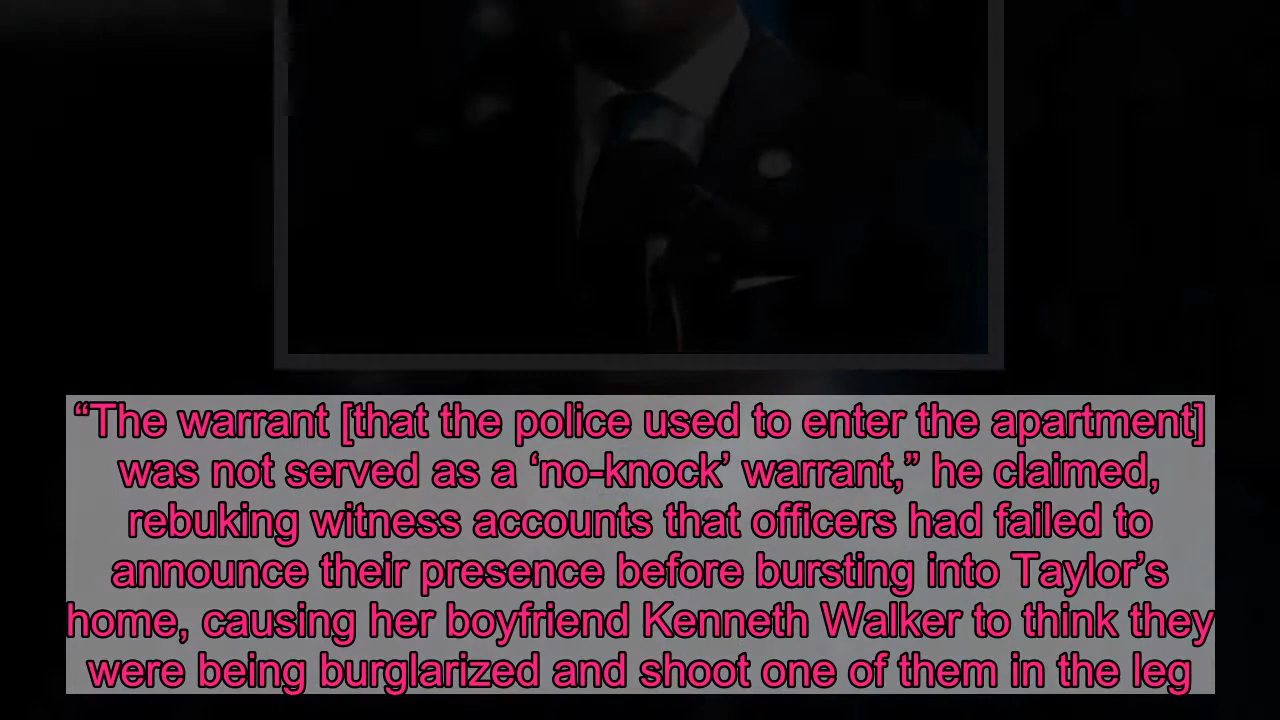 “The warrant [that the police used to enter the apartment]
was not served as a ‘no-knock’ warrant,” he claimed,
rebuking witness accounts that officers had failed to
announce their presence before bursting into Taylor’s
home, causing her boyfriend Kenneth Walker to think they
were being burglarized and shoot one of them in the leg